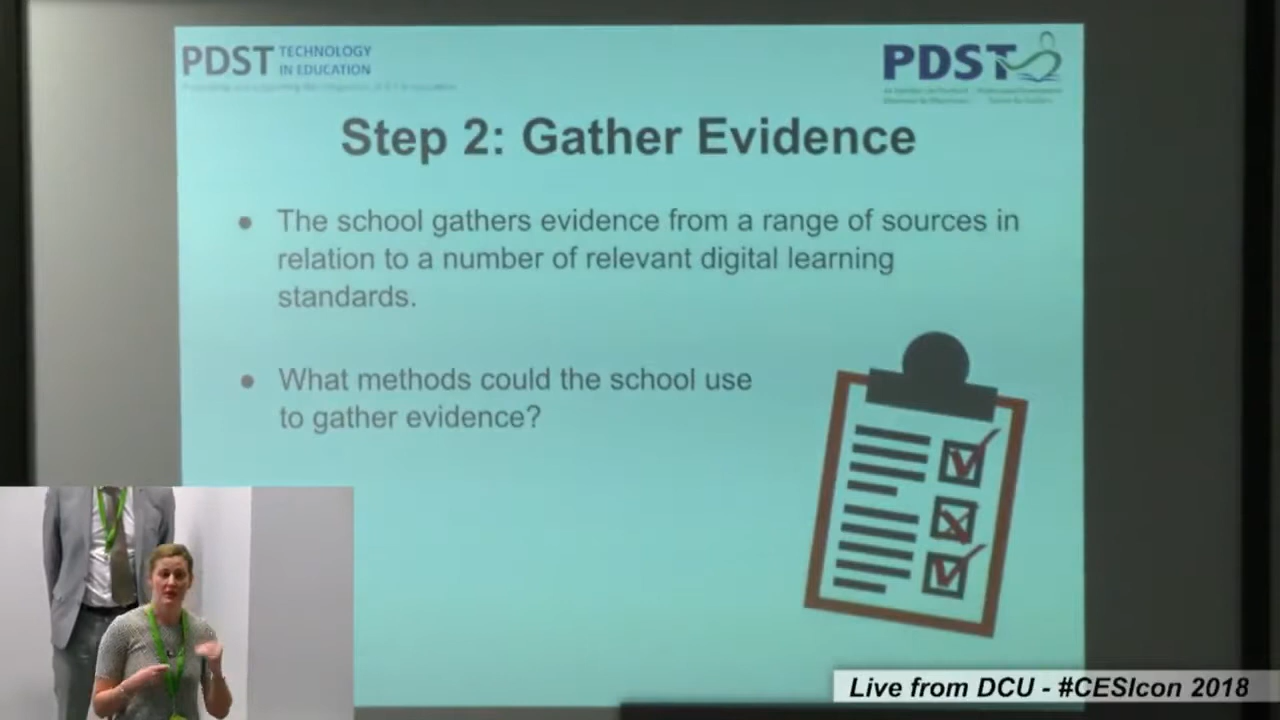 PDST TECHNOLOGY
IN EDUCATION
PDST
Step 2: Gather Evidence
● The school gathers evidence from a range of sources in
relation to a number of relevant digital learning
standards.
● What methods could the school use
to gather evidence?
Live from DCU - #CESIcon 2018